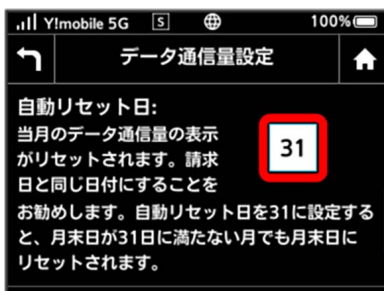 Y!mobile 5G S 100%
データ通信量設定
自動リセット日:
当月のデータ通信量の表示
がリセットされます。請求
日と同じ日付にすることを
31
お勧めします。自動リセット日を31に設定する
と、月末日が31日に満たない月でも月末日に
リセットされます。